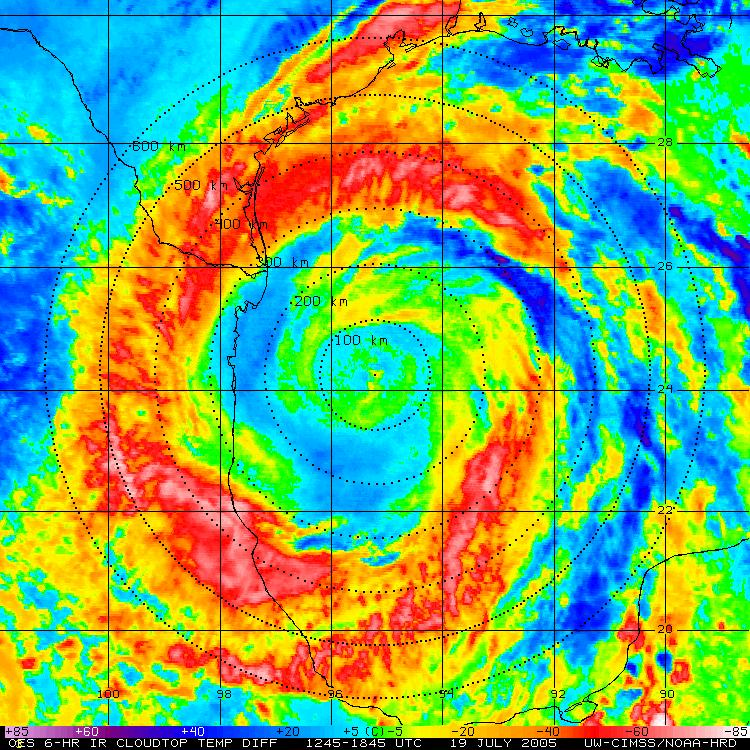 600 km
28
500 km
400 km
300 km 26
200 km
100 km
24
22
20
100 98 96 94 92 90
+85 +60 +40 +20 +5 (C) -5 -20 -40 -60 -85
GOES 6-HR IR CLOUDTOP TEMP DIFF 1245-1845 UTC 19 JULY 2005 UW-CIMSS/NOAA-HRD